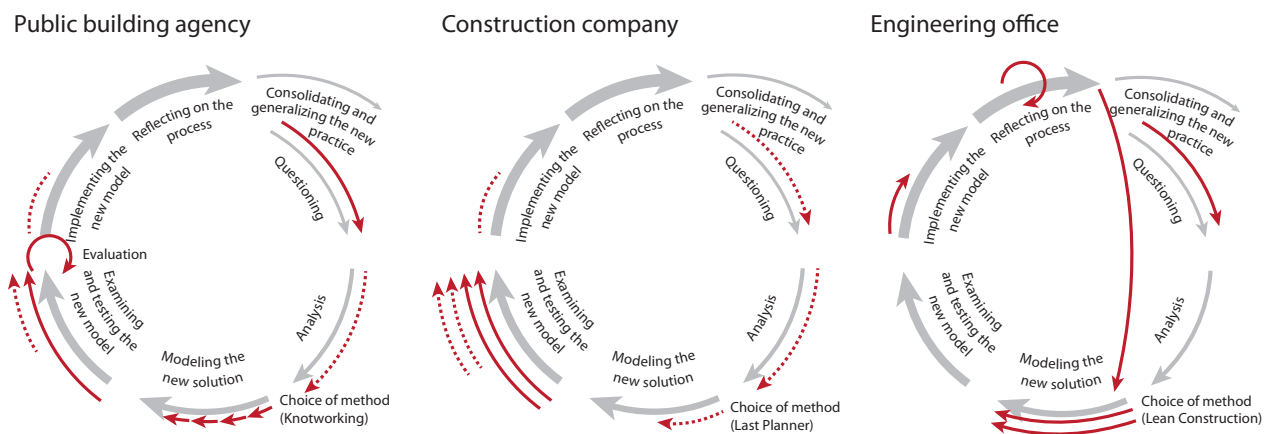 Public building agency
Consolidating and
generalizing the new
practice
Reflecting on the
process
Questioning
Implementing the
new model
Evaluation
Examining
and testing the
new model
Analysis
Modeling the
new solution
Choice of method
(Knotworking)
Construction company
Consolidating and
generalizing the new
practice
Reflecting on the
process
Questioning
Implementing the
new model
Examining
and testing the
new model
Analysis
Modeling the
new solution
Choice of method
(Last Planner)
Engineering office
Consolidating and
generalizing the new
practice
Reflecting on the
process
Questioning
Implementing the
new model
Examining
and testing the
new model
Analysis
Modeling the
new solution
Choice of method
(Lean Construction)